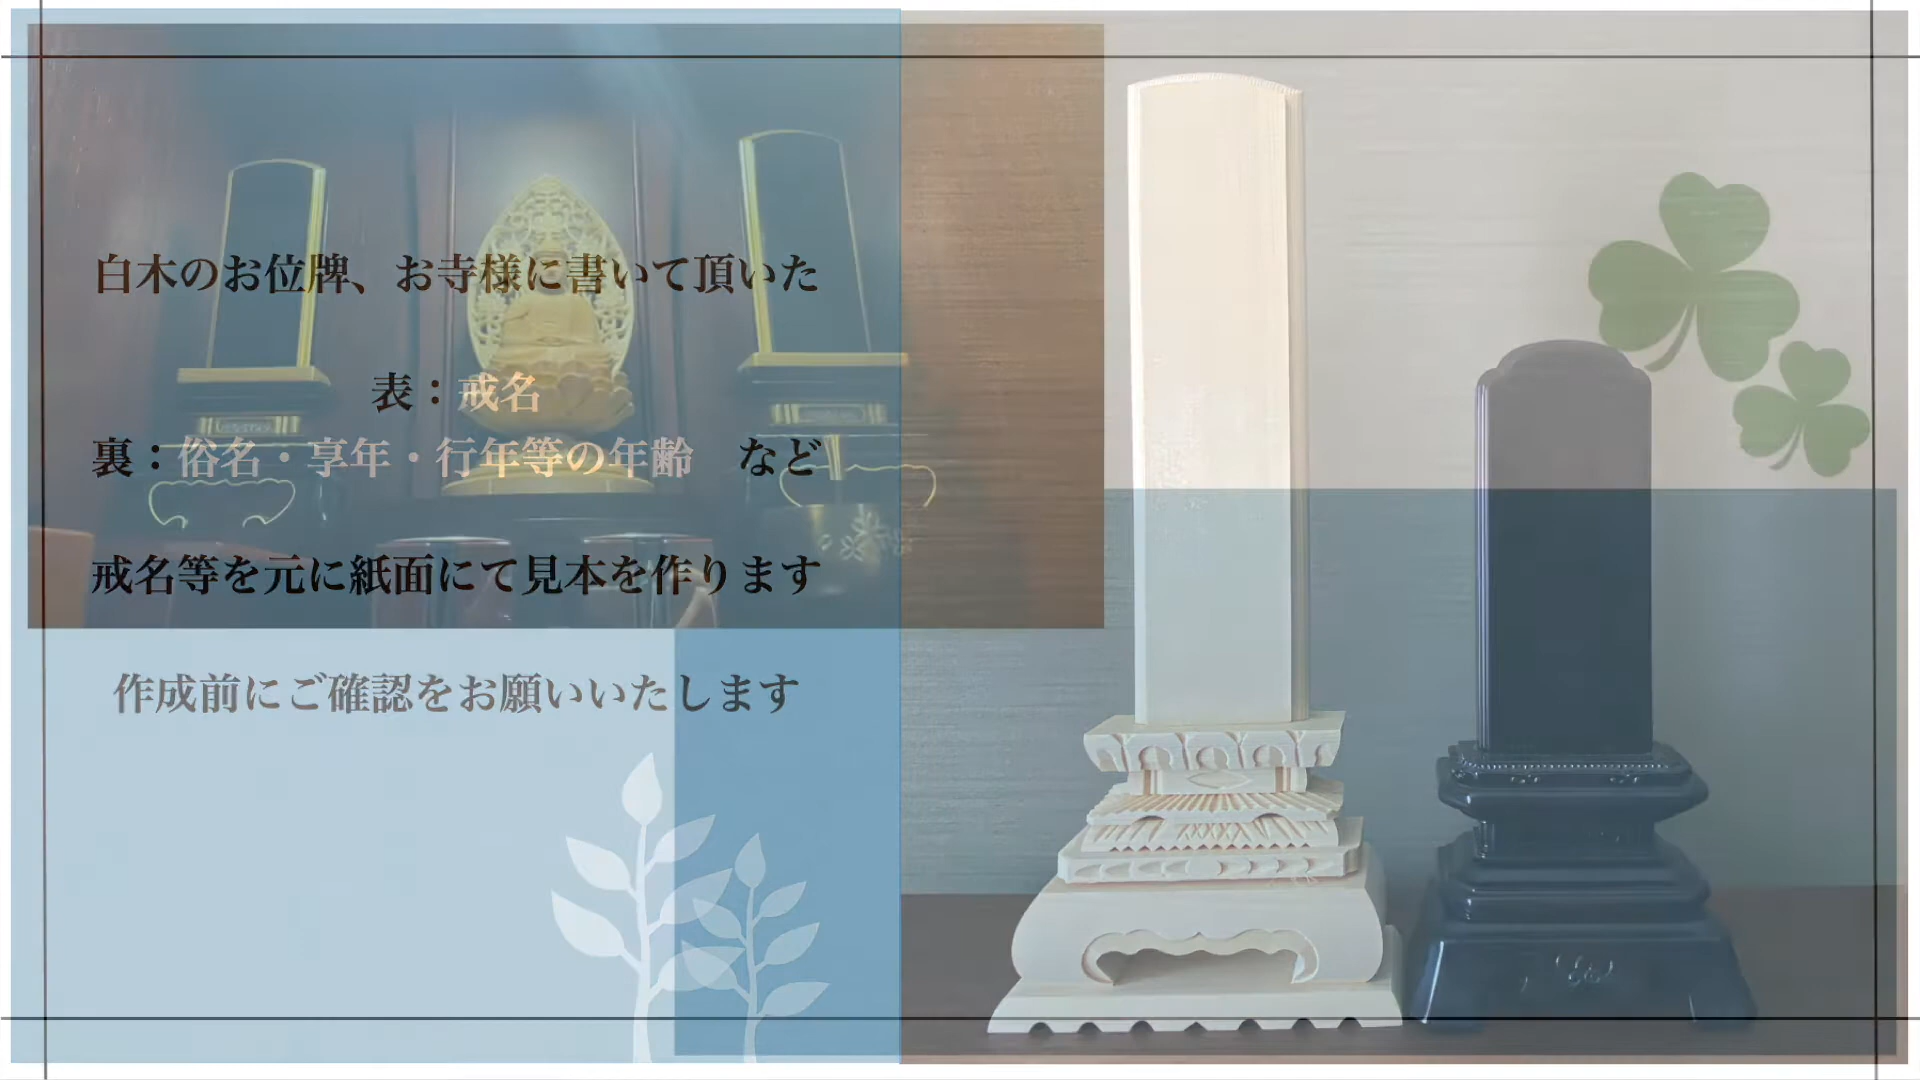 白木のお位牌、お寺様に書いて頂いた
表：戒名
裏：俗名・享年・行年等の年齢　など
戒名等を元に紙面にて見本を作ります
作成前にご確認をお願いいたします